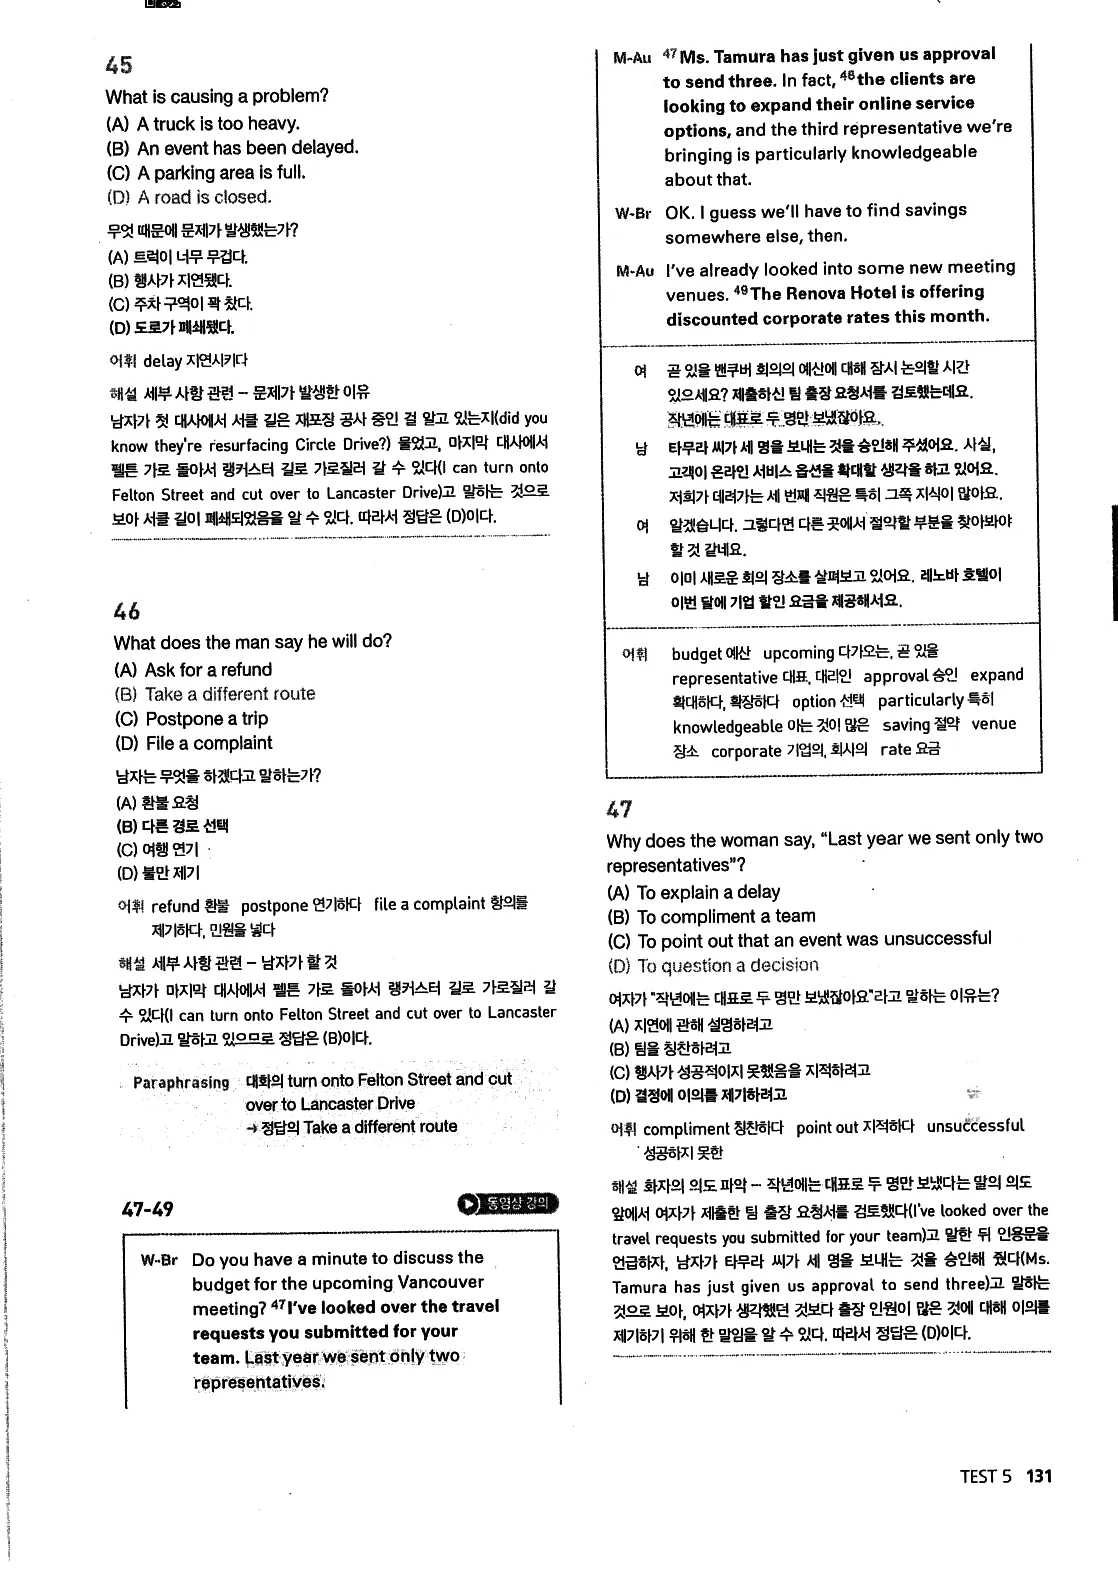 45
What is causing a problem?
(A) A truck is too heavy.
(B) An event has been delayed.
(C) A parking area is full.
(D) A road is closed.
무엇 때문에 문제가 발생했는가?
(A) 트럭이 너무 무겁다.
(B) 행사가 지연됐다.
(C) 주차 구역이 꽉 찼다.
(D) 도로가 폐쇄됐다.
어휘 delay 지연시키다
해설 세부 사항 관련 – 문제가 발생한 이유
남자가 첫 대사에서 서클 길은 재포장 공사 중인 걸 알고 있는지(did you
know they're resurfacing Circle Drive?) 물었고, 마지막 대사에서
펠튼 가로 돌아서 랭커스터 길로 가로질러 갈 수 있다(I can turn onto
Felton Street and cut over to Lancaster Drive)고 말하는 것으로
보아 서클 길이 폐쇄되었음을 알 수 있다. 따라서 정답은 (D)이다.
46
What does the man say he will do?
(A) Ask for a refund
(B) Take a different route
(C) Postpone a trip
(D) File a complaint
남자는 무엇을 하겠다고 말하는가?
(A) 환불 요청
(B) 다른 경로 선택
(C) 여행 연기
(D) 불만 제기
어휘 refund 환불 postpone 연기하다 file a complaint 항의를
제기하다, 민원을 넣다
해설 세부 사항 관련 – 남자가 할 것
남자가 마지막 대사에서 펠튼 가로 돌아서 랭커스터 길로 가로질러 갈
수 있다(I can turn onto Felton Street and cut over to Lancaster
Drive)고 말하고 있으므로 정답은 (B)이다.
Paraphrasing 대화의 turn onto Felton Street and cut
over to Lancaster Drive
→ 정답의 Take a different route
47-49 동영상 강의
W-Br Do you have a minute to discuss the
budget for the upcoming Vancouver
meeting? 47I've looked over the travel
requests you submitted for your
team. Last year we sent only two
representatives.
M-Au 47Ms. Tamura has just given us approval
to send three. In fact, 48the clients are
looking to expand their online service
options, and the third representative we're
bringing is particularly knowledgeable
about that.
W-Br OK. I guess we'll have to find savings
somewhere else, then.
M-Au I've already looked into some new meeting
venues. 49The Renova Hotel is offering
discounted corporate rates this month.
여 곧 있을 밴쿠버 회의의 예산에 대해 잠시 논의할 시간
있으세요? 제출하신 팀 출장 요청서를 검토했는데요.
작년에는 대표로 두 명만 보냈잖아요.
남 타무라 씨가 세 명을 보내는 것을 승인해 주셨어요. 사실,
고객이 온라인 서비스 옵션을 확대할 생각을 하고 있어요.
저희가 데려가는 세 번째 직원은 특히 그쪽 지식이 많아요.
여 알겠습니다. 그렇다면 다른 곳에서 절약할 부분을 찾아봐야
할 것 같네요.
남 이미 새로운 회의 장소를 살펴보고 있어요. 레노바 호텔이
이번 달에 기업 할인 요금을 제공해서요.
어휘 budget 예산 upcoming 다가오는, 곧 있을
representative 대표, 대리인 approval 승인 expand
확대하다, 확장하다 option 선택 particularly 특히
knowledgeable 아는 것이 많은 saving 절약 venue
장소 corporate 기업의, 회사의 rate 요금
47
Why does the woman say, “Last year we sent only two
representatives”?
(A) To explain a delay
(B) To compliment a team
(C) To point out that an event was unsuccessful
(D) To question a decision
여자가 "작년에는 대표로 두 명만 보냈잖아요"라고 말하는 이유는?
(A) 지연에 관해 설명하려고
(B) 팀을 칭찬하려고
(C) 행사가 성공적이지 못했음을 지적하려고
(D) 결정에 이의를 제기하려고
어휘 compliment 칭찬하다 point out 지적하다 unsuccessful
성공하지 못한
해설 화자의 의도 파악 – 작년에는 대표로 두 명만 보냈다는 말의 의도
앞에서 여자가 제출한 팀 출장 요청서를 검토했다(I've looked over the
travel requests you submitted for your team)고 말한 뒤 인용문을
언급하자, 남자가 타무라 씨가 세 명을 보내는 것을 승인해 줬다(Ms.
Tamura has just given us approval to send three)고 말하는
것으로 보아, 여자가 생각했던 것보다 출장 인원이 많은 것에 대해 이의를
제기하기 위해 한 말임을 알 수 있다. 따라서 정답은 (D)이다.
TEST 5 131